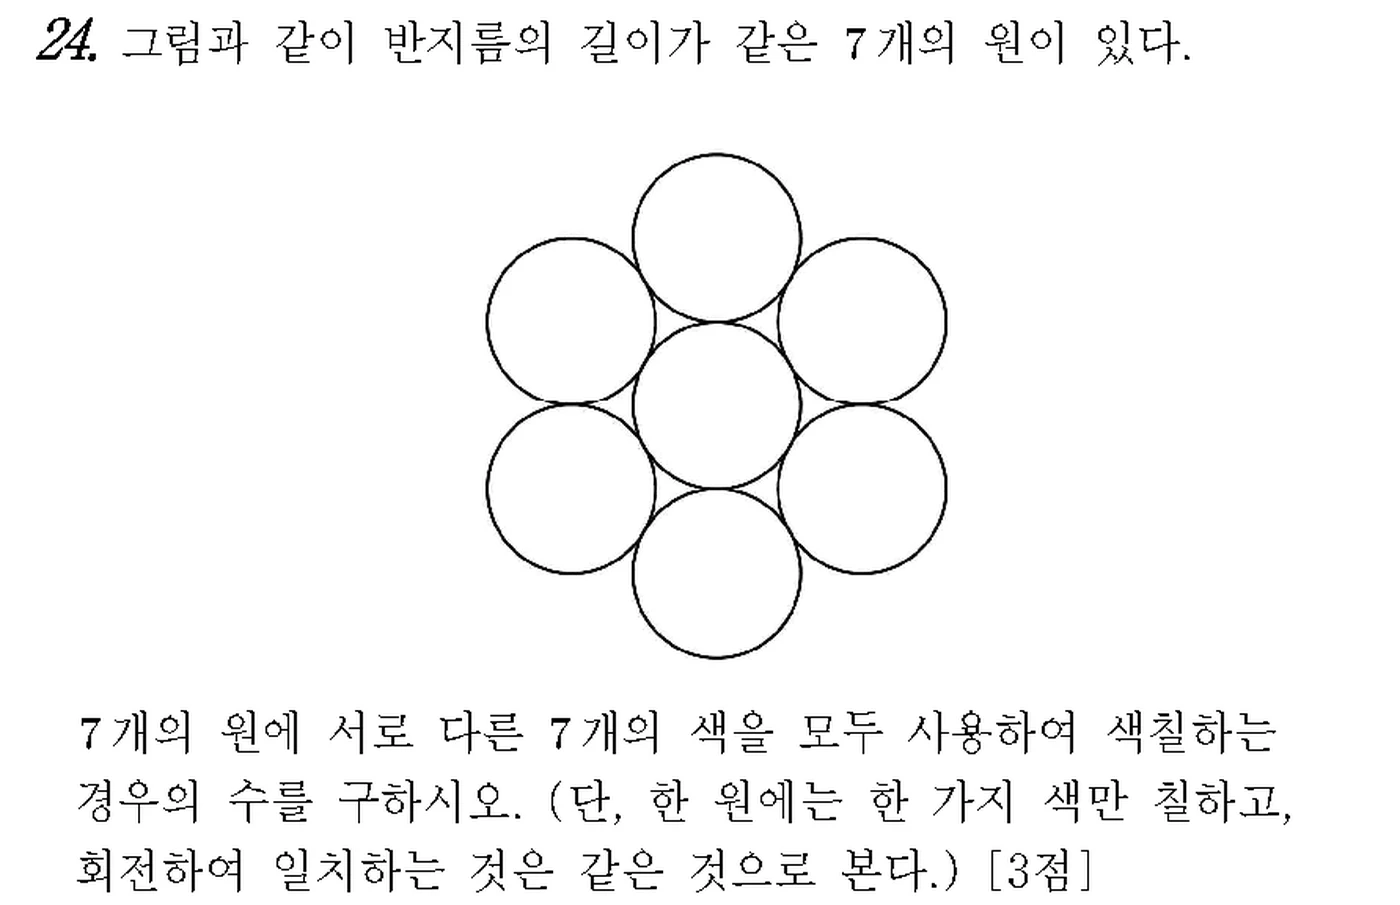 24. 그림과 같이 반지름의 길이가 같은 7개의 원이 있다.
7개의 원에 서로 다른 7개의 색을 모두 사용하여 색칠하는
경우의 수를 구하시오. (단, 한 원에는 한 가지 색만 칠하고,
회전하여 일치하는 것은 같은 것으로 본다.) [3점]